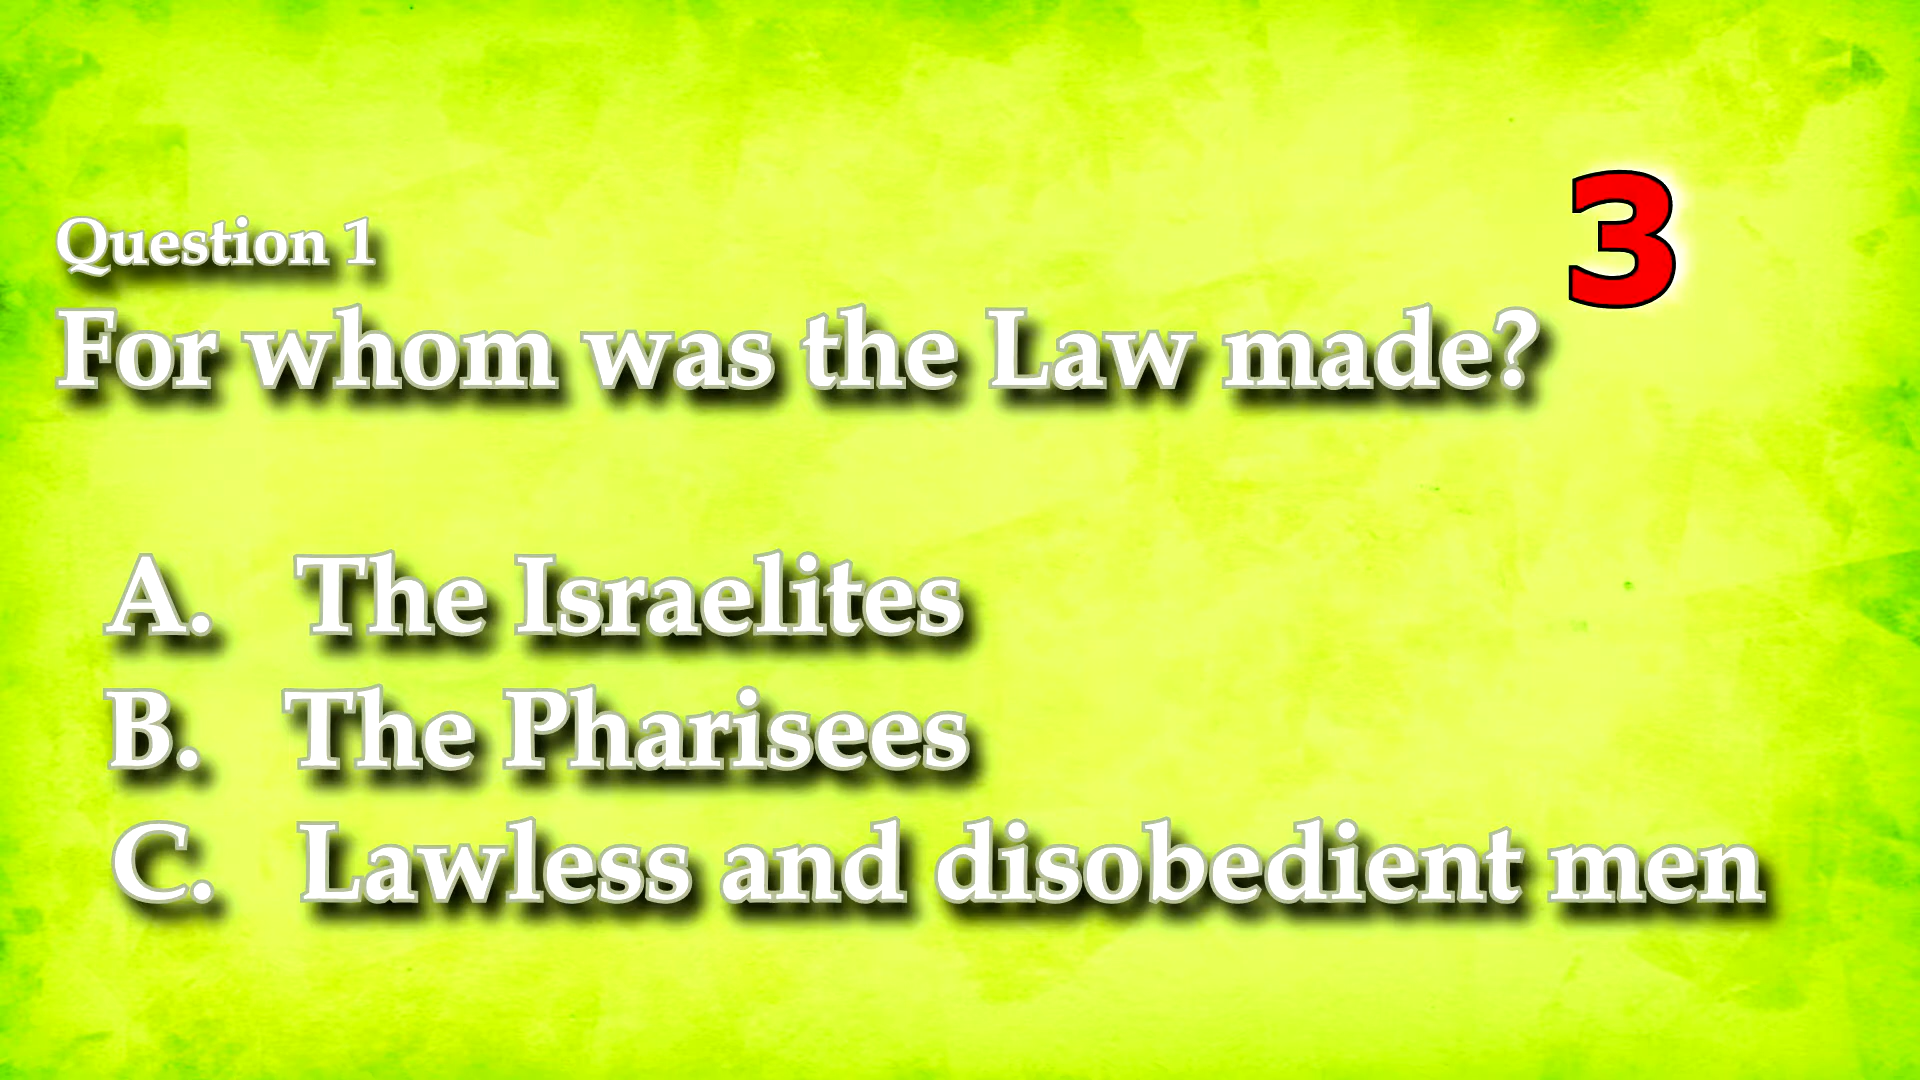 3
Question 1
For whom was the Law made?
A. The Israelites
B. The Pharisees
C. Lawless and disobedient men